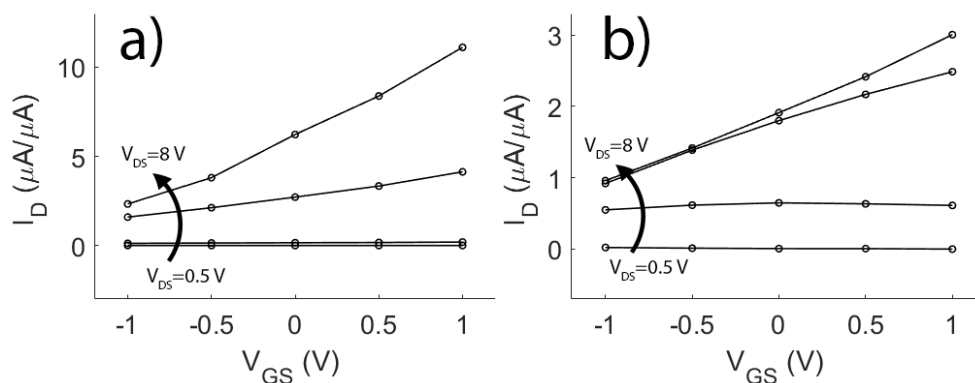 a)
10
5
0
-1 -0.5 0 0.5 1
V_GS (V)
I_D (μA/μA)
V_DS=8 V
V_DS=0.5 V
b)
3
2
1
0
-1 -0.5 0 0.5 1
V_GS (V)
I_D (μA/μA)
V_DS=8 V
V_DS=0.5 V